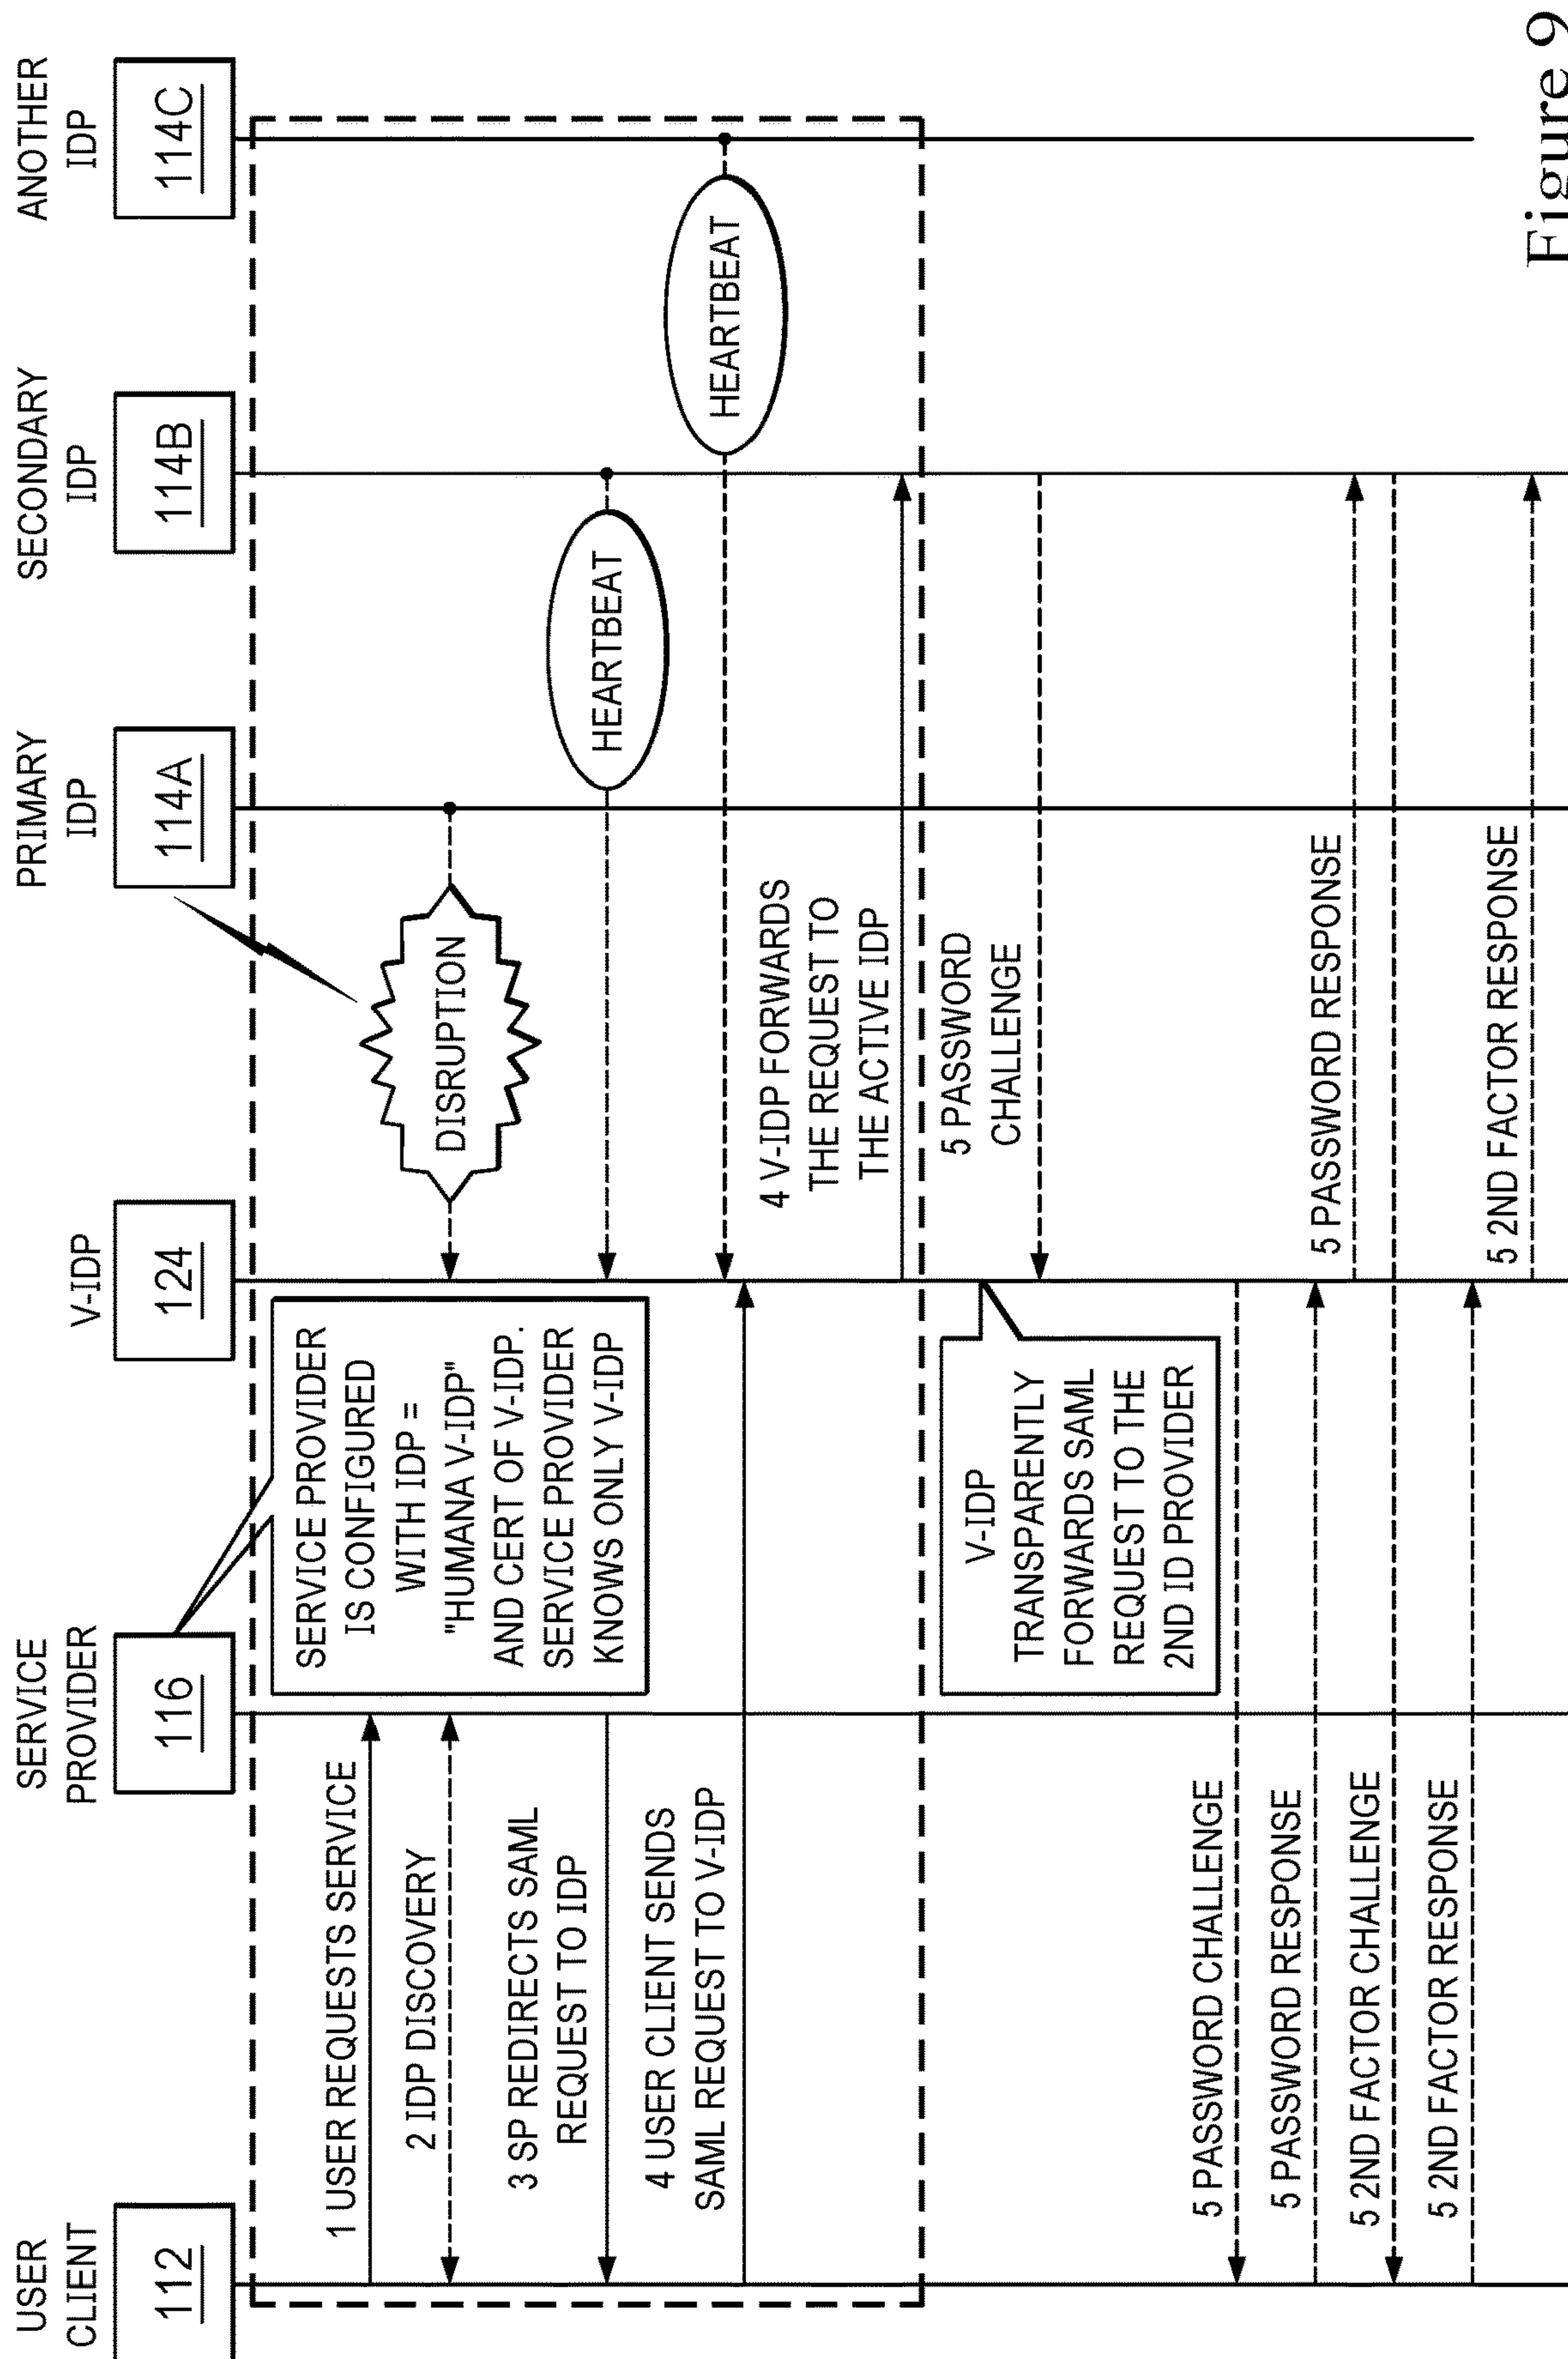 USER
CLIENT
112
SERVICE
PROVIDER
116
V-IDP
124
PRIMARY
IDP
114A
SECONDARY
IDP
114B
ANOTHER
IDP
114C
1 USER REQUESTS SERVICE
2 IDP DISCOVERY
3 SP REDIRECTS SAML
REQUEST TO IDP
4 USER CLIENT SENDS
SAML REQUEST TO V-IDP
SERVICE PROVIDER
IS CONFIGURED
WITH IDP =
"HUMANA V-IDP"
AND CERT OF V-IDP.
SERVICE PROVIDER
KNOWS ONLY V-IDP
DISRUPTION
HEARTBEAT
HEARTBEAT
4 V-IDP FORWARDS
THE REQUEST TO
THE ACTIVE IDP
5 PASSWORD
CHALLENGE
V-IDP
TRANSPARENTLY
FORWARDS SAML
REQUEST TO THE
2ND ID PROVIDER
5 PASSWORD CHALLENGE
5 PASSWORD RESPONSE
5 PASSWORD RESPONSE
5 2ND FACTOR CHALLENGE
5 2ND FACTOR RESPONSE
5 2ND FACTOR RESPONSE
Figure 9